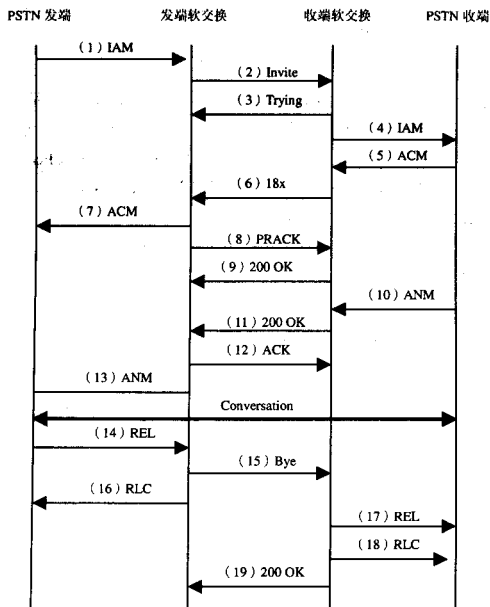 PSTN 发端 发端软交换 收端软交换 PSTN 收端
(1) IAM
(2) Invite
(3) Trying
(4) IAM
(5) ACM
(6) 18x
(7) ACM
(8) PRACK
(9) 200 OK
(10) ANM
(11) 200 OK
(12) ACK
(13) ANM
Conversation
(14) REL
(15) Bye
(16) RLC
(17) REL
(18) RLC
(19) 200 OK